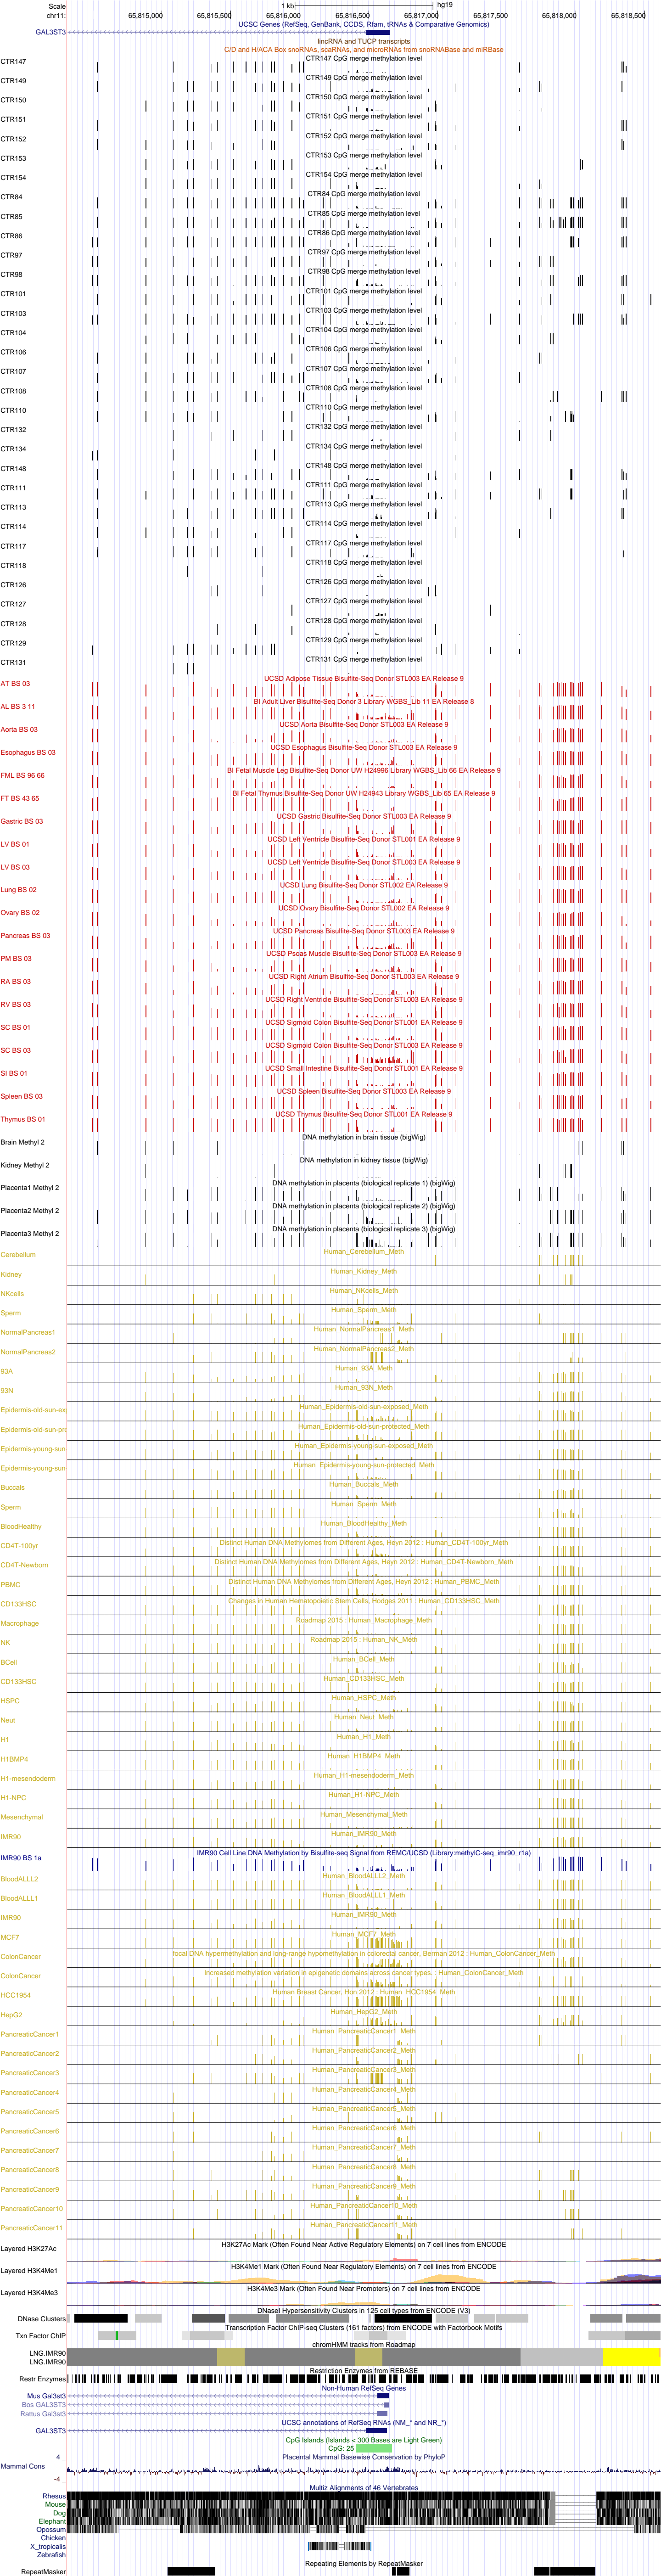 Scale 1 kb hg19
chr11: 65,815,000 65,815,500 65,816,000 65,816,500 65,817,000 65,817,500 65,818,000 65,818,500
UCSC Genes (RefSeq, GenBank, CCDS, Rfam, tRNAs & Comparative Genomics)
GAL3ST3
lincRNA and TUCP transcripts
C/D and H/ACA Box snoRNAs, scaRNAs, and microRNAs from snoRNABase and miRBase
CTR147 CpG merge methylation level
CTR147
CTR149 CpG merge methylation level
CTR149
CTR150 CpG merge methylation level
CTR150
CTR151 CpG merge methylation level
CTR151
CTR152 CpG merge methylation level
CTR152
CTR153 CpG merge methylation level
CTR153
CTR154 CpG merge methylation level
CTR154
CTR84 CpG merge methylation level
CTR84
CTR85 CpG merge methylation level
CTR85
CTR86 CpG merge methylation level
CTR86
CTR97 CpG merge methylation level
CTR97
CTR98 CpG merge methylation level
CTR98
CTR101 CpG merge methylation level
CTR101
CTR103 CpG merge methylation level
CTR103
CTR104 CpG merge methylation level
CTR104
CTR106 CpG merge methylation level
CTR106
CTR107 CpG merge methylation level
CTR107
CTR108 CpG merge methylation level
CTR108
CTR110 CpG merge methylation level
CTR110
CTR132 CpG merge methylation level
CTR132
CTR134 CpG merge methylation level
CTR134
CTR148 CpG merge methylation level
CTR148
CTR111 CpG merge methylation level
CTR111
CTR113 CpG merge methylation level
CTR113
CTR114 CpG merge methylation level
CTR114
CTR117 CpG merge methylation level
CTR117
CTR118 CpG merge methylation level
CTR118
CTR126 CpG merge methylation level
CTR126
CTR127 CpG merge methylation level
CTR127
CTR128 CpG merge methylation level
CTR128
CTR129 CpG merge methylation level
CTR129
CTR131 CpG merge methylation level
CTR131
UCSD Adipose Tissue Bisulfite-Seq Donor STL003 EA Release 9
AT BS 03
BI Adult Liver Bisulfite-Seq Donor 3 Library WGBS_Lib 11 EA Release 8
AL BS 3 11
UCSD Aorta Bisulfite-Seq Donor STL003 EA Release 9
Aorta BS 03
UCSD Esophagus Bisulfite-Seq Donor STL003 EA Release 9
Esophagus BS 03
BI Fetal Muscle Leg Bisulfite-Seq Donor UW H24996 Library WGBS_Lib 66 EA Release 9
FML BS 96 66
BI Fetal Thymus Bisulfite-Seq Donor UW H24943 Library WGBS_Lib 65 EA Release 9
FT BS 43 65
UCSD Gastric Bisulfite-Seq Donor STL003 EA Release 9
Gastric BS 03
UCSD Left Ventricle Bisulfite-Seq Donor STL001 EA Release 9
LV BS 01
UCSD Left Ventricle Bisulfite-Seq Donor STL003 EA Release 9
LV BS 03
UCSD Lung Bisulfite-Seq Donor STL002 EA Release 9
Lung BS 02
UCSD Ovary Bisulfite-Seq Donor STL002 EA Release 9
Ovary BS 02
UCSD Pancreas Bisulfite-Seq Donor STL003 EA Release 9
Pancreas BS 03
UCSD Psoas Muscle Bisulfite-Seq Donor STL003 EA Release 9
PM BS 03
UCSD Right Atrium Bisulfite-Seq Donor STL003 EA Release 9
RA BS 03
UCSD Right Ventricle Bisulfite-Seq Donor STL003 EA Release 9
RV BS 03
UCSD Sigmoid Colon Bisulfite-Seq Donor STL001 EA Release 9
SC BS 01
UCSD Sigmoid Colon Bisulfite-Seq Donor STL003 EA Release 9
SC BS 03
UCSD Small Intestine Bisulfite-Seq Donor STL001 EA Release 9
SI BS 01
UCSD Spleen Bisulfite-Seq Donor STL003 EA Release 9
Spleen BS 03
UCSD Thymus Bisulfite-Seq Donor STL001 EA Release 9
Thymus BS 01
DNA methylation in brain tissue (bigWig)
Brain Methyl 2
DNA methylation in kidney tissue (bigWig)
Kidney Methyl 2
DNA methylation in placenta (biological replicate 1) (bigWig)
Placenta1 Methyl 2
DNA methylation in placenta (biological replicate 2) (bigWig)
Placenta2 Methyl 2
DNA methylation in placenta (biological replicate 3) (bigWig)
Placenta3 Methyl 2
Human_Cerebellum_Meth
Cerebellum
Human_Kidney_Meth
Kidney
Human_NKcells_Meth
NKcells
Human_Sperm_Meth
Sperm
Human_NormalPancreas1_Meth
NormalPancreas1
Human_NormalPancreas2_Meth
NormalPancreas2
Human_93A_Meth
93A
Human_93N_Meth
93N
Human_Epidermis-old-sun-exposed_Meth
Epidermis-old-sun-ex
Human_Epidermis-old-sun-protected_Meth
Epidermis-old-sun-pr
Human_Epidermis-young-sun-exposed_Meth
Epidermis-young-sun
Human_Epidermis-young-sun-protected_Meth
Epidermis-young-sun
Human_Buccals_Meth
Buccals
Human_Sperm_Meth
Sperm
Human_BloodHealthy_Meth
BloodHealthy
Distinct Human DNA Methylomes from Different Ages, Heyn 2012 : Human_CD4T-100yr_Meth
CD4T-100yr
Distinct Human DNA Methylomes from Different Ages, Heyn 2012 : Human_CD4T-Newborn_Meth
CD4T-Newborn
Distinct Human DNA Methylomes from Different Ages, Heyn 2012 : Human_PBMC_Meth
PBMC
Changes in Human Hematopoietic Stem Cells, Hodges 2011 : Human_CD133HSC_Meth
CD133HSC
Roadmap 2015 : Human_Macrophage_Meth
Macrophage
Roadmap 2015 : Human_NK_Meth
NK
Human_BCell_Meth
BCell
Human_CD133HSC_Meth
CD133HSC
Human_HSPC_Meth
HSPC
Human_Neut_Meth
Neut
Human_H1_Meth
H1
Human_H1BMP4_Meth
H1BMP4
Human_H1-mesendoderm_Meth
H1-mesendoderm
Human_H1-NPC_Meth
H1-NPC
Human_Mesenchymal_Meth
Mesenchymal
Human_IMR90_Meth
IMR90
IMR90 Cell Line DNA Methylation by Bisulfite-seq Signal from REMC/UCSD (Library:methylC-seq_imr90_r1a)
IMR90 BS 1a
Human_BloodALLL2_Meth
BloodALLL2
Human_BloodALLL1_Meth
BloodALLL1
Human_IMR90_Meth
IMR90
Human_MCF7_Meth
MCF7
focal DNA hypermethylation and long-range hypomethylation in colorectal cancer, Berman 2012 : Human_ColonCancer_Meth
ColonCancer
Increased methylation variation in epigenetic domains across cancer types. : Human_ColonCancer_Meth
ColonCancer
Human Breast Cancer, Hon 2012 : Human_HCC1954_Meth
HCC1954
Human_HepG2_Meth
HepG2
Human_PancreaticCancer1_Meth
PancreaticCancer1
Human_PancreaticCancer2_Meth
PancreaticCancer2
Human_PancreaticCancer3_Meth
PancreaticCancer3
Human_PancreaticCancer4_Meth
PancreaticCancer4
Human_PancreaticCancer5_Meth
PancreaticCancer5
Human_PancreaticCancer6_Meth
PancreaticCancer6
Human_PancreaticCancer7_Meth
PancreaticCancer7
Human_PancreaticCancer8_Meth
PancreaticCancer8
Human_PancreaticCancer9_Meth
PancreaticCancer9
Human_PancreaticCancer10_Meth
PancreaticCancer10
Human_PancreaticCancer11_Meth
PancreaticCancer11
H3K27Ac Mark (Often Found Near Active Regulatory Elements) on 7 cell lines from ENCODE
Layered H3K27Ac
H3K4Me1 Mark (Often Found Near Regulatory Elements) on 7 cell lines from ENCODE
Layered H3K4Me1
H3K4Me3 Mark (Often Found Near Promoters) on 7 cell lines from ENCODE
Layered H3K4Me3
DNaseI Hypersensitivity Clusters in 125 cell types from ENCODE (V3)
DNase Clusters
Transcription Factor ChIP-seq Clusters (161 factors) from ENCODE with Factorbook Motifs
Txn Factor ChIP
chromHMM tracks from Roadmap
LNG.IMR90
LNG.IMR90
Restriction Enzymes from REBASE
Restr Enzymes
Non-Human RefSeq Genes
Mus Gal3st3
Bos GAL3ST3
Rattus Gal3st3
UCSC annotations of RefSeq RNAs (NM_* and NR_*)
GAL3ST3
CpG Islands (Islands < 300 Bases are Light Green)
CpG: 25
Placental Mammal Basewise Conservation by PhyloP
4 _
Mammal Cons
-4 _
Multiz Alignments of 46 Vertebrates
Rhesus
Mouse
Dog
Elephant
Opossum
Chicken
X_tropicalis
Zebrafish
Repeating Elements by RepeatMasker
RepeatMasker